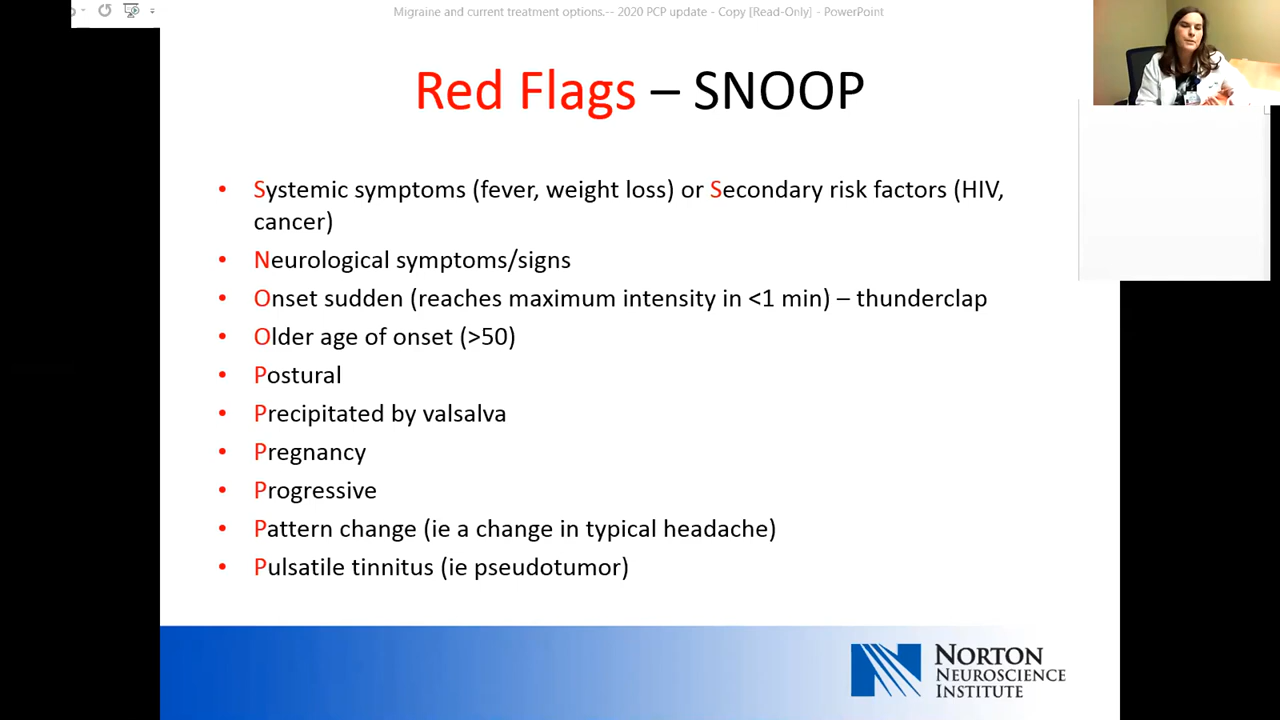 Migraine and current treatment options.-- 2020 PCP update - Copy [Read-Only] - PowerPoint
Red Flags – SNOOP
• Systemic symptoms (fever, weight loss) or Secondary risk factors (HIV,
cancer)
• Neurological symptoms/signs
• Onset sudden (reaches maximum intensity in <1 min) – thunderclap
• Older age of onset (>50)
• Postural
• Precipitated by valsalva
• Pregnancy
• Progressive
• Pattern change (ie a change in typical headache)
• Pulsatile tinnitus (ie pseudotumor)
NORTON
NEUROSCIENCE
INSTITUTE